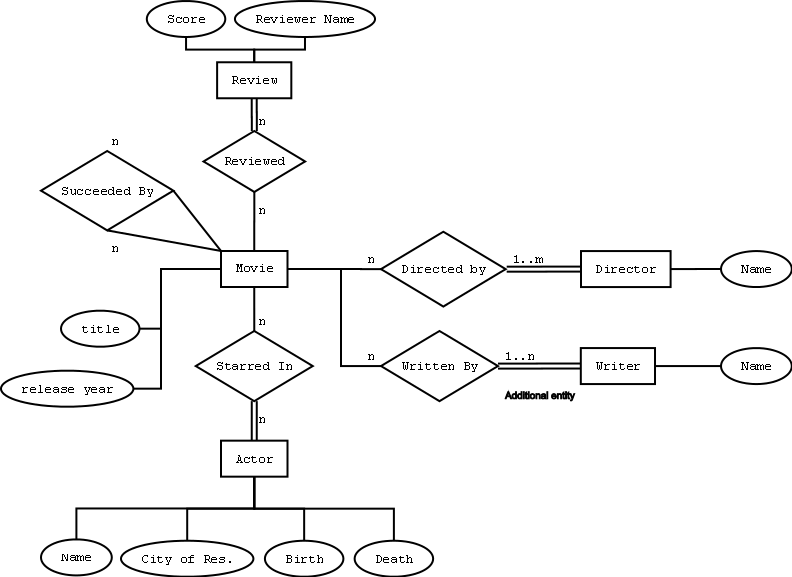 Score
Reviewer Name
Review
n
Reviewed
n
n
Succeeded By
n
Movie
n
Directed by
1..m
Director
Name
title
release year
n
Starred In
n
n
Written By
1..n
Writer
Name
Additional entity
Actor
Name
City of Res.
Birth
Death